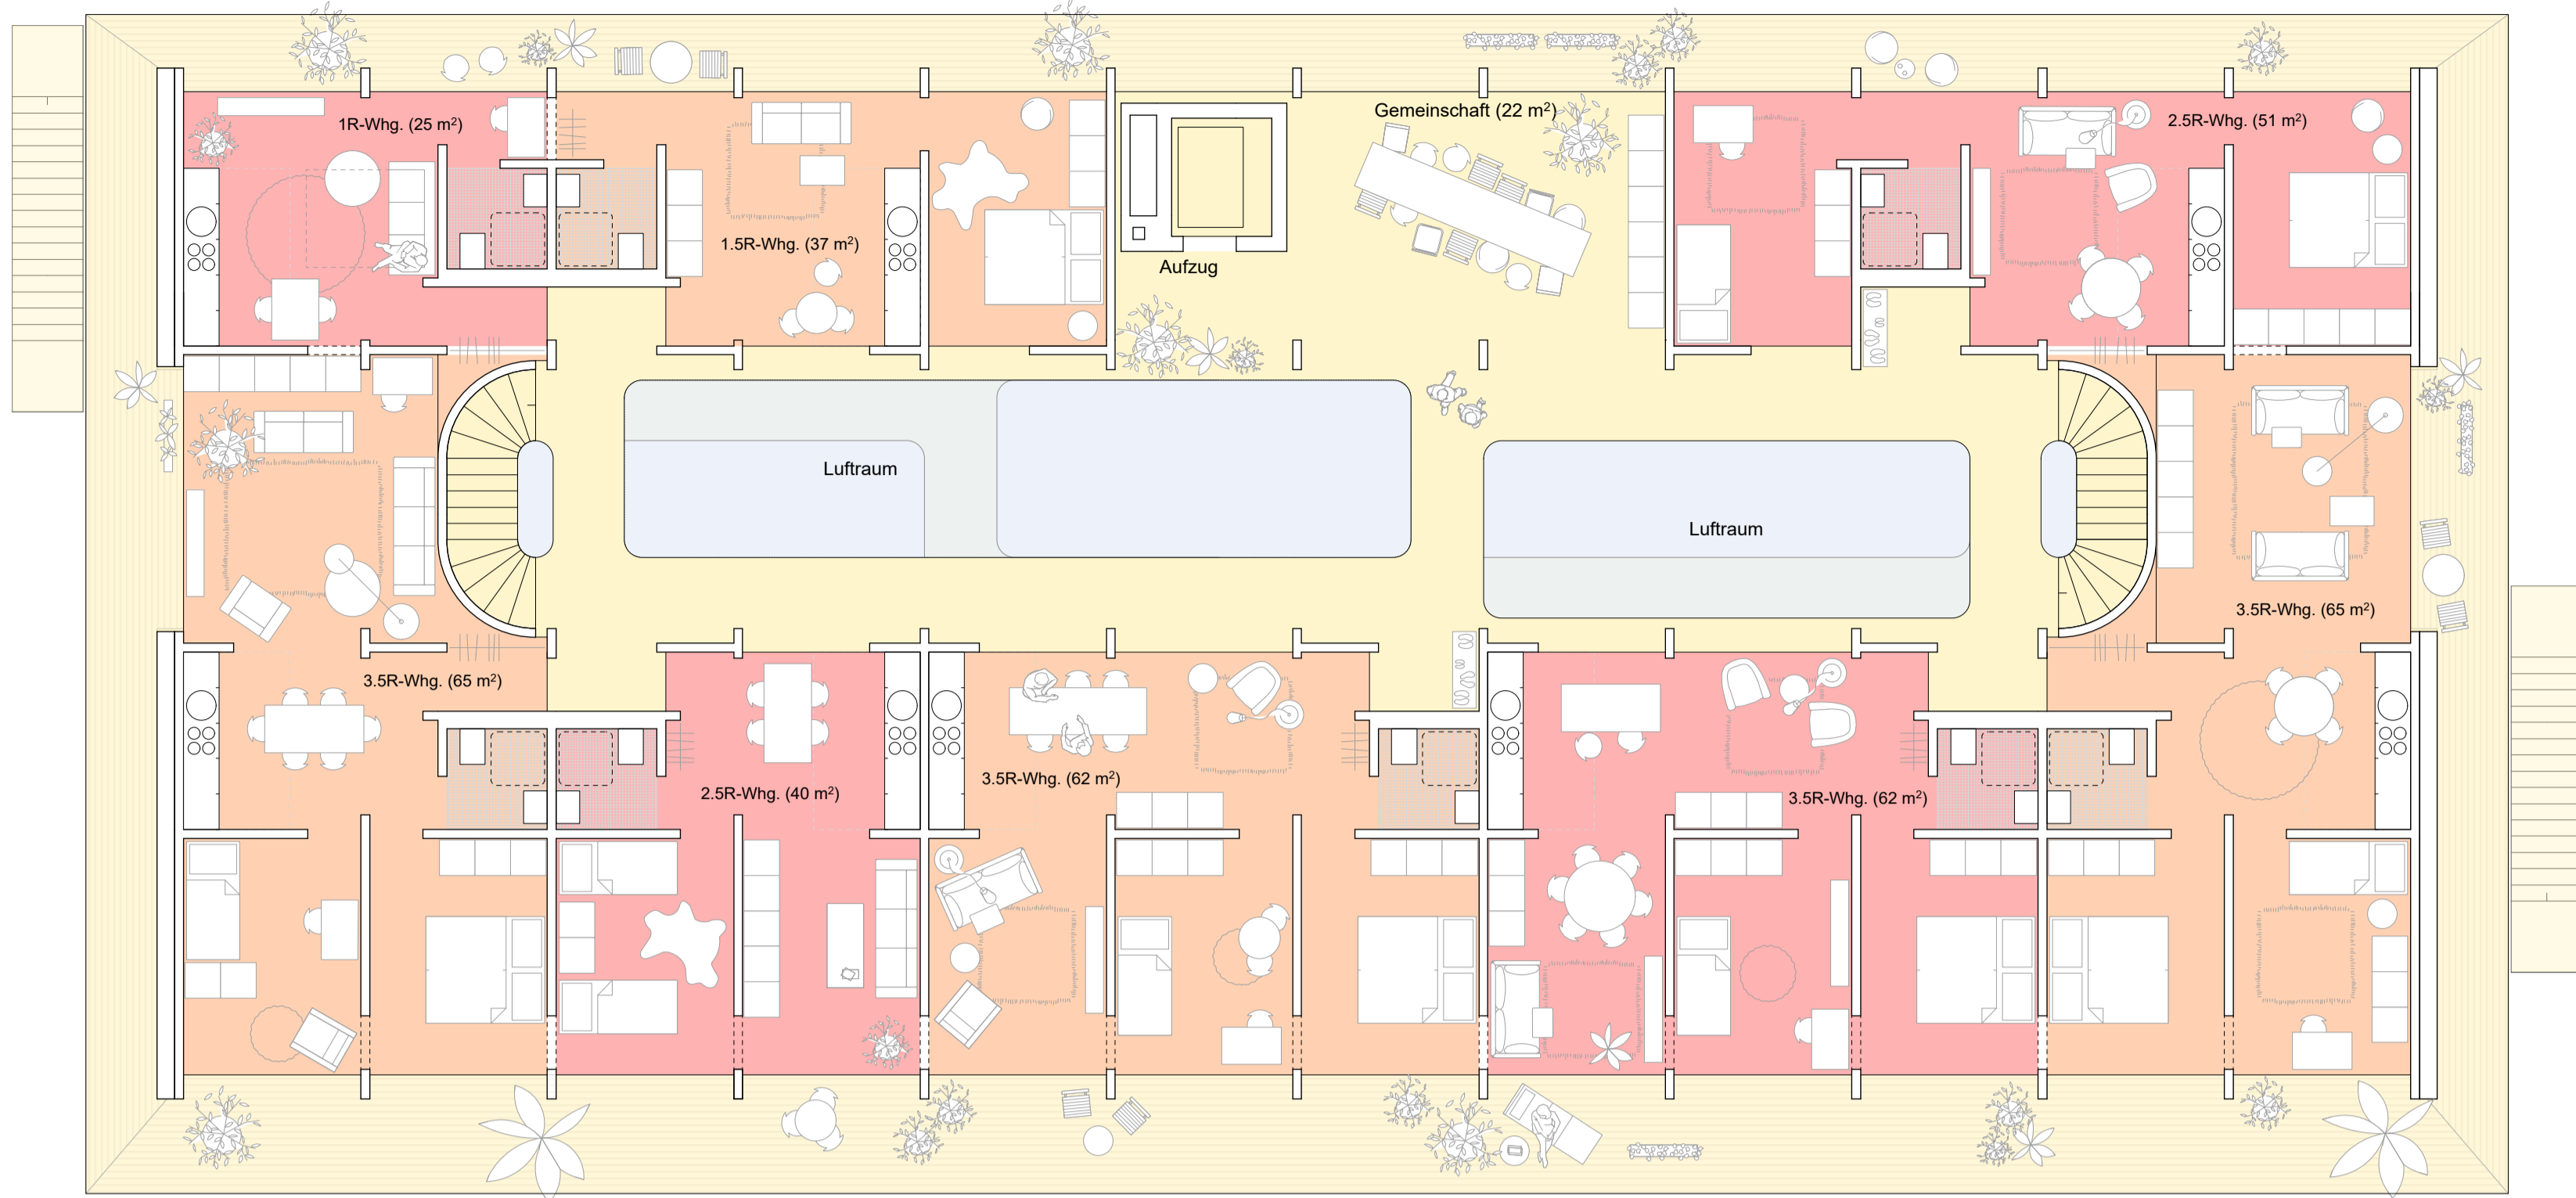 Gemeinschaft (22 m²)
1R-Whg. (25 m²)
2.5R-Whg. (51 m²)
1.5R-Whg. (37 m²)
Aufzug
Luftraum
Luftraum
3.5R-Whg. (65 m²)
3.5R-Whg. (65 m²)
3.5R-Whg. (62 m²)
2.5R-Whg. (40 m²)
3.5R-Whg. (62 m²)